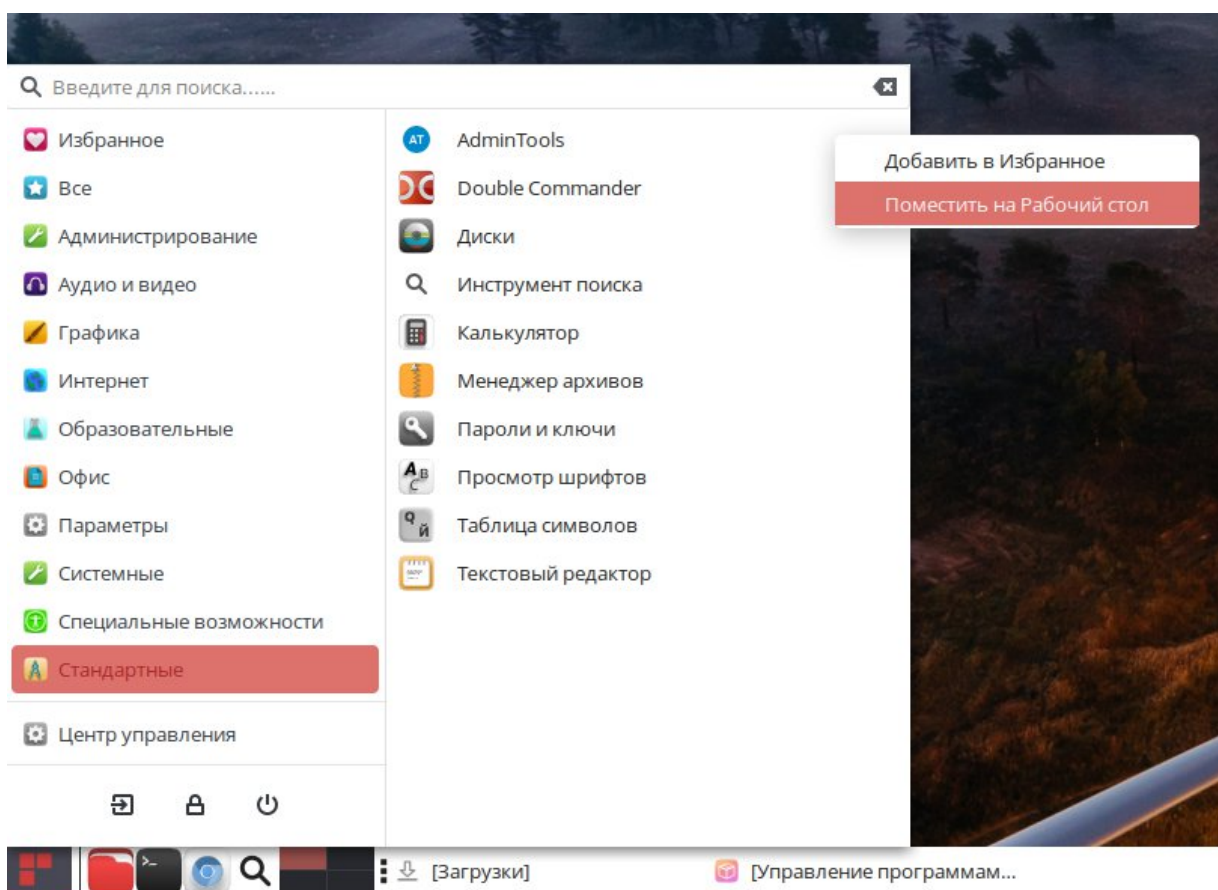 Введите для поиска......
Избранное
Все
Администрирование
Аудио и видео
Графика
Интернет
Образовательные
Офис
Параметры
Системные
Специальные возможности
Стандартные
Центр управления
AT AdminTools
Double Commander
Диски
Инструмент поиска
Калькулятор
Менеджер архивов
Пароли и ключи
Просмотр шрифтов
Таблица символов
Текстовый редактор
Добавить в Избранное
Поместить на Рабочий стол
[Загрузки]
[Управление программам...